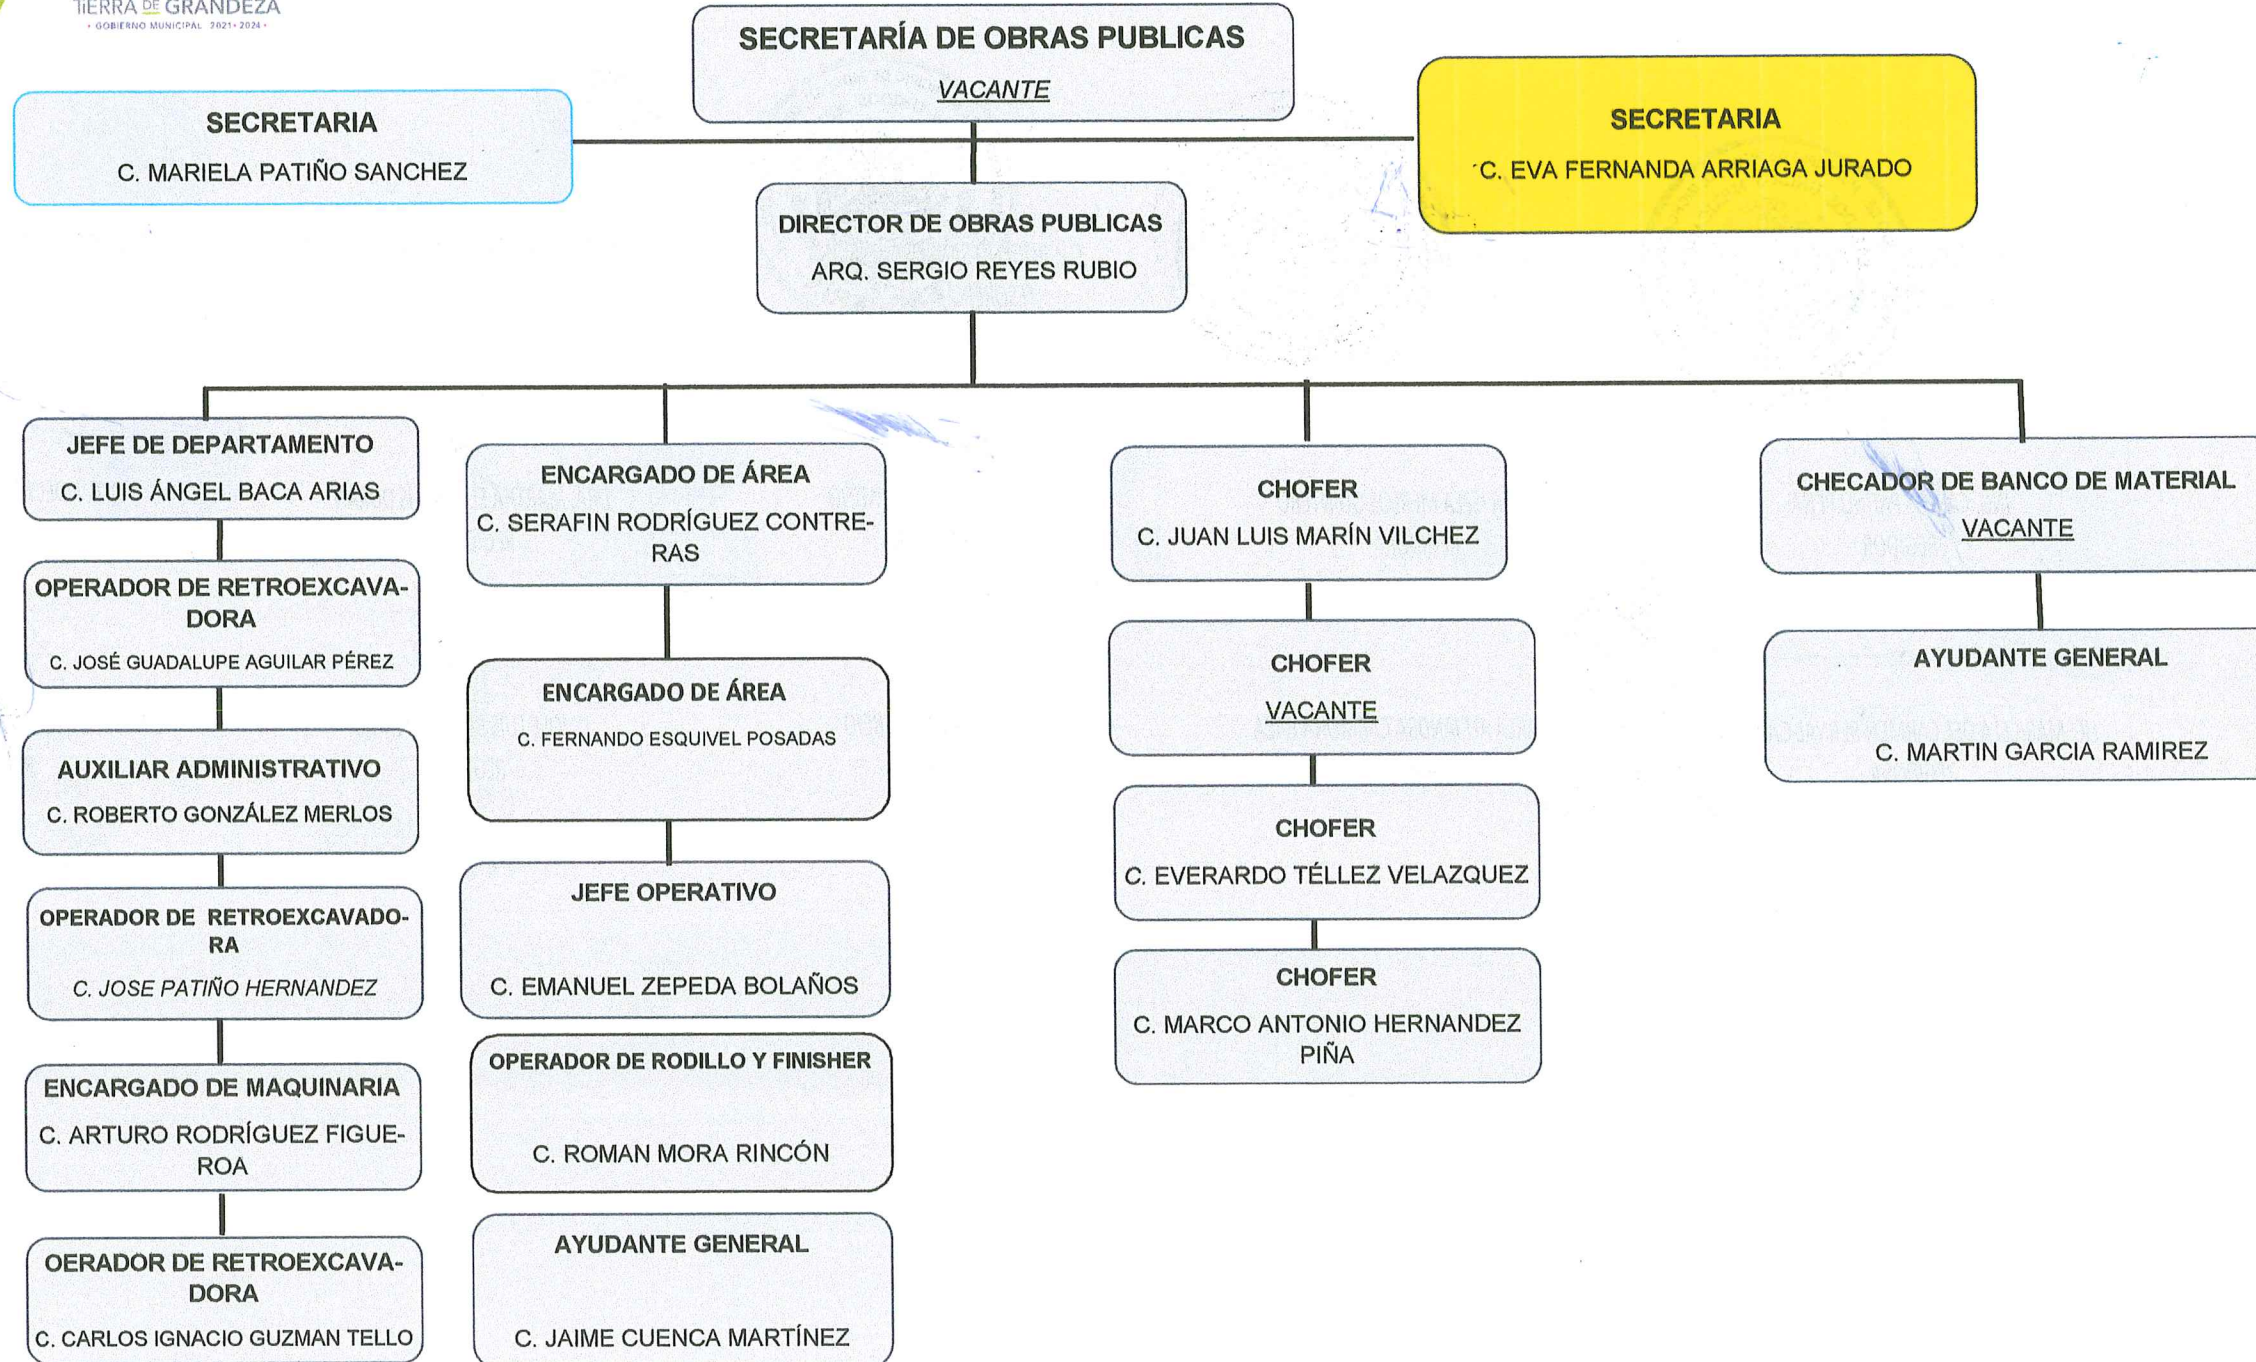 TIERRA DE GRANDEZA
• GOBIERNO MUNICIPAL 2021-2024 •
SECRETARÍA DE OBRAS PUBLICAS
VACANTE
SECRETARIA
C. MARIELA PATIÑO SANCHEZ
SECRETARIA
C. EVA FERNANDA ARRIAGA JURADO
DIRECTOR DE OBRAS PUBLICAS
ARQ. SERGIO REYES RUBIO
JEFE DE DEPARTAMENTO
C. LUIS ÁNGEL BACA ARIAS
OPERADOR DE RETROEXCAVA-
DORA
C. JOSÉ GUADALUPE AGUILAR PÉREZ
AUXILIAR ADMINISTRATIVO
C. ROBERTO GONZÁLEZ MERLOS
OPERADOR DE RETROEXCAVADO-
RA
C. JOSE PATIÑO HERNANDEZ
ENCARGADO DE MAQUINARIA
C. ARTURO RODRÍGUEZ FIGUE-
ROA
OERADOR DE RETROEXCAVA-
DORA
C. CARLOS IGNACIO GUZMAN TELLO
ENCARGADO DE ÁREA
C. SERAFIN RODRÍGUEZ CONTRE-
RAS
ENCARGADO DE ÁREA
C. FERNANDO ESQUIVEL POSADAS
JEFE OPERATIVO
C. EMANUEL ZEPEDA BOLAÑOS
OPERADOR DE RODILLO Y FINISHER
C. ROMAN MORA RINCÓN
AYUDANTE GENERAL
C. JAIME CUENCA MARTÍNEZ
CHOFER
C. JUAN LUIS MARÍN VILCHEZ
CHOFER
VACANTE
CHOFER
C. EVERARDO TÉLLEZ VELAZQUEZ
CHOFER
C. MARCO ANTONIO HERNANDEZ
PIÑA
CHECADOR DE BANCO DE MATERIAL
VACANTE
AYUDANTE GENERAL
C. MARTIN GARCIA RAMIREZ